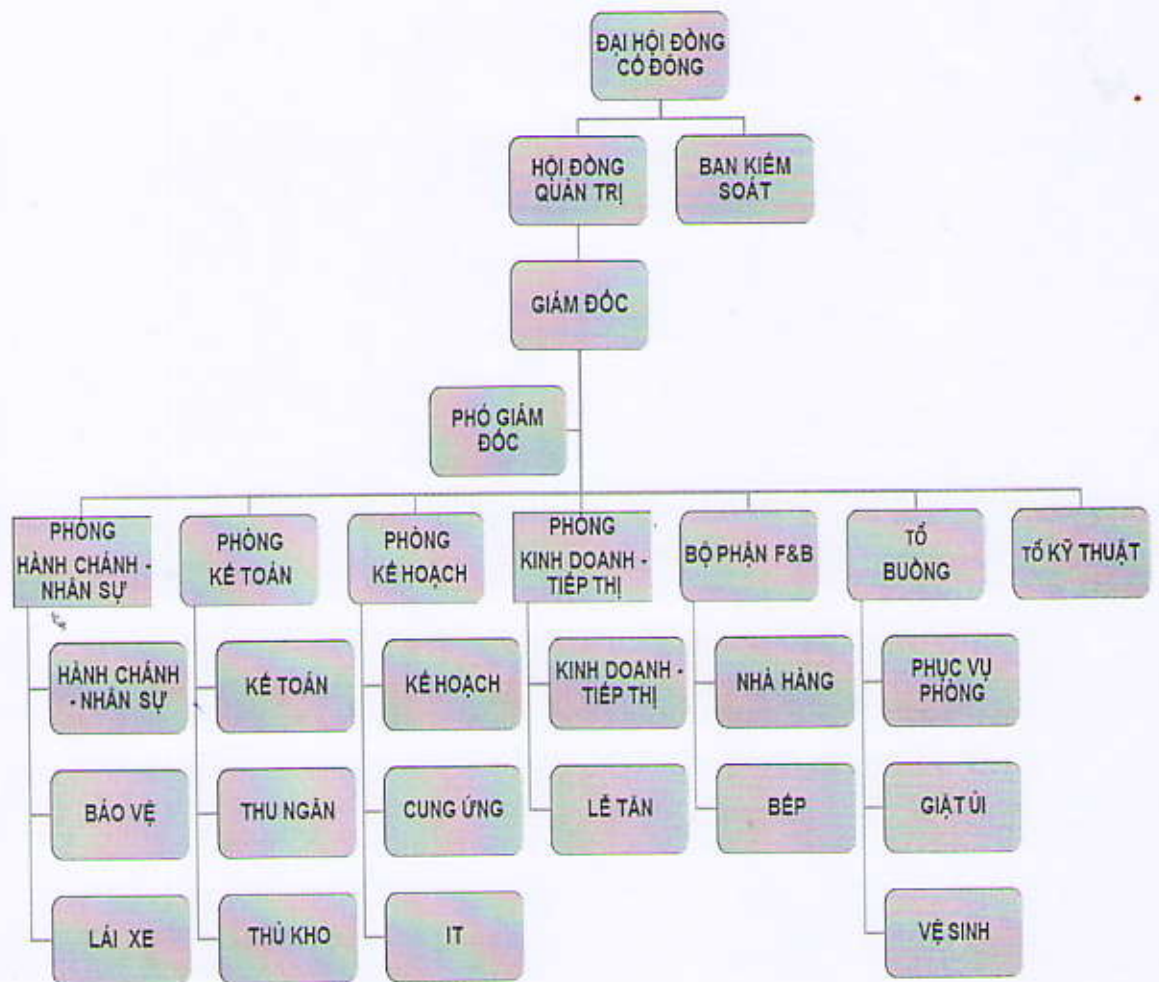 ĐẠI HỘI ĐỒNG
CỔ ĐÔNG
HỘI ĐỒNG
QUẢN TRỊ
BAN KIỂM
SOÁT
GIÁM ĐỐC
PHÓ GIÁM
ĐỐC
PHÒNG
HÀNH CHÁNH -
NHÂN SỰ
PHÒNG
KẾ TOÁN
PHÒNG
KẾ HOẠCH
PHÒNG
KINH DOANH -
TIẾP THỊ
BỘ PHẬN F&B
TỔ
BUỒNG
TỔ KỸ THUẬT
HÀNH CHÁNH
- NHÂN SỰ
KẾ TOÁN
KẾ HOẠCH
KINH DOANH -
TIẾP THỊ
NHÀ HÀNG
PHỤC VỤ
PHÒNG
BẢO VỆ
THU NGÂN
CUNG ỨNG
LỄ TÂN
BẾP
GIẶT ỦI
LÁI XE
THỦ KHO
IT
VỆ SINH